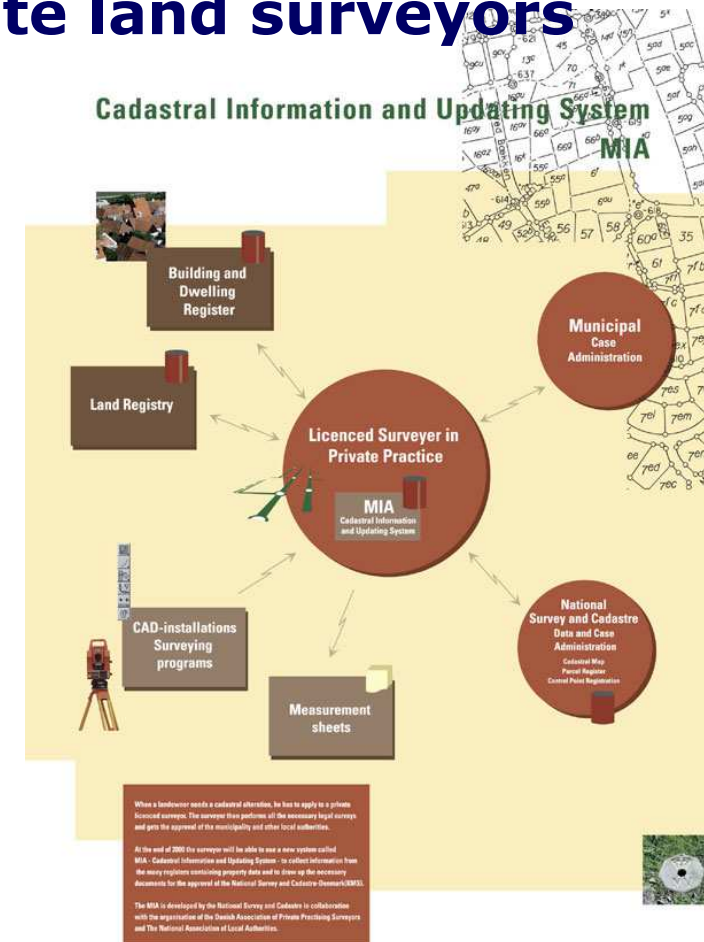 te land surveyors
Cadastral Information and Updating System
MIA
Building and
Dwelling
Register
Municipal
Case
Administration
Land Registry
Licenced Surveyer in
Private Practice
MIA
Cadastral Information
and Updating System
National
Survey and Cadastre
Data and Case
Administration
Cadastral Map
Parcel Register
Control Point Registration
CAD-installations
Surveying
programs
Measurement
sheets
When a landowner needs a cadastral alteration, he has to apply to a private
licenced surveyor. The surveyor then performs all the necessary legal surveys
and gets the approval of the municipality and other local authorities.
At the end of 2000 the surveyor will be able to use a new system called
MIA - Cadastral Information and Updating System - to collect information from
the many registers containing property data and to draw up the necessary
documents for the approval of the National Survey and Cadastre-Denmark(KMS).
The MIA is developed by the National Survey and Cadastre in collaboration
with the organisation of the Danish Association of Private Practising Surveyors
and The National Association of Local Authorities.